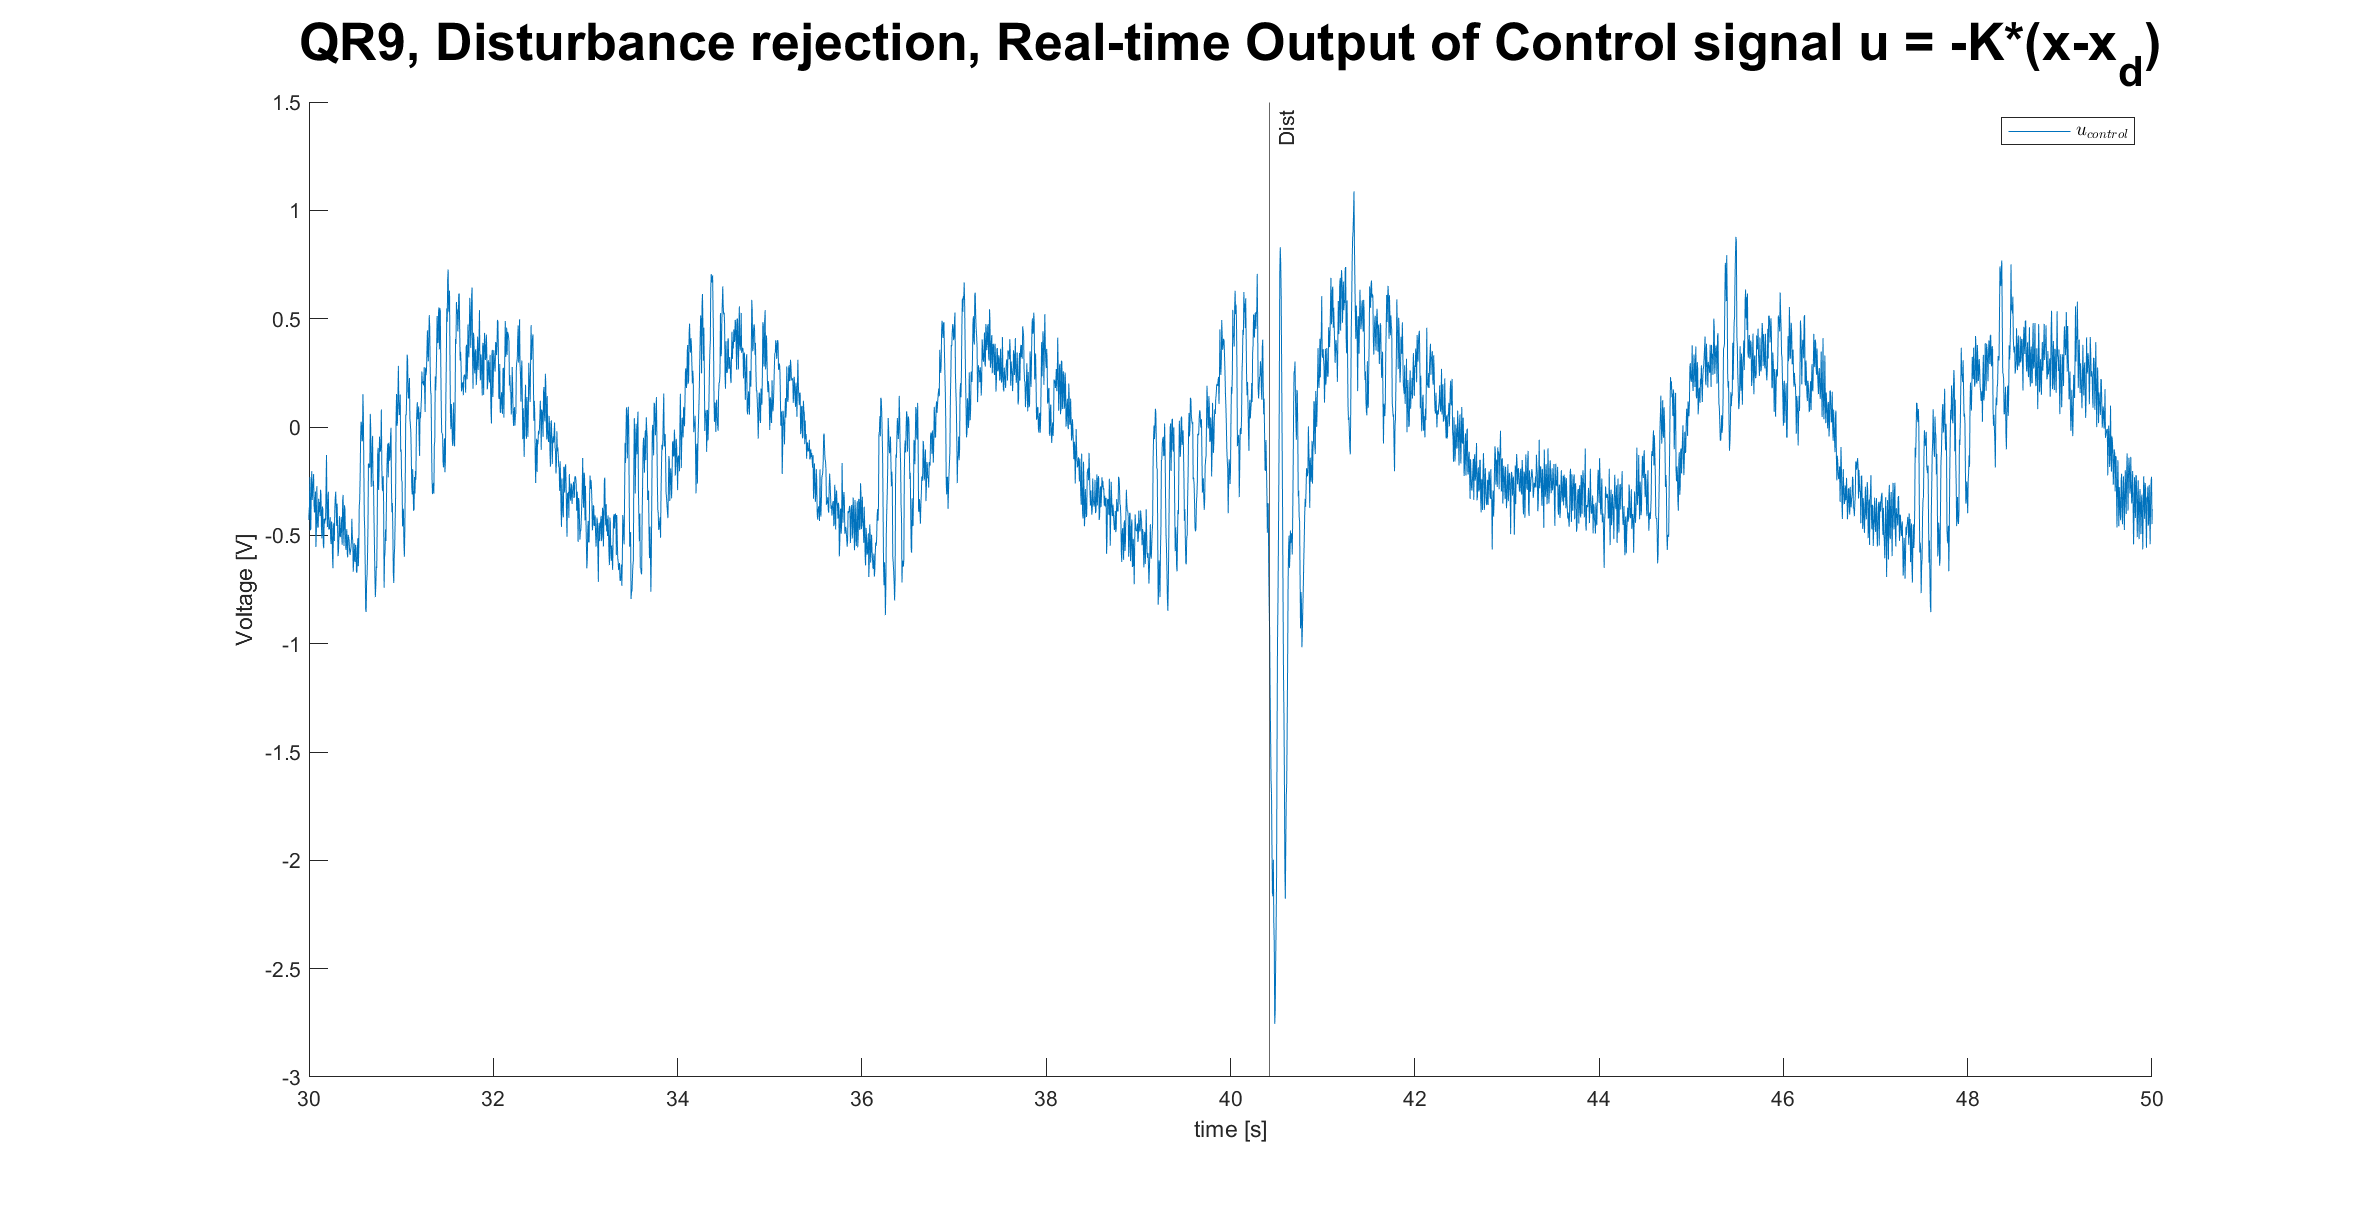 QR9, Disturbance rejection, Real-time Output of Control signal u = -K*(x-x_d)
1.5
1
0.5
0
-0.5
-1
-1.5
-2
-2.5
-3
Voltage [V]
Dist
u_control
30 32 34 36 38 40 42 44 46 48 50
time [s]